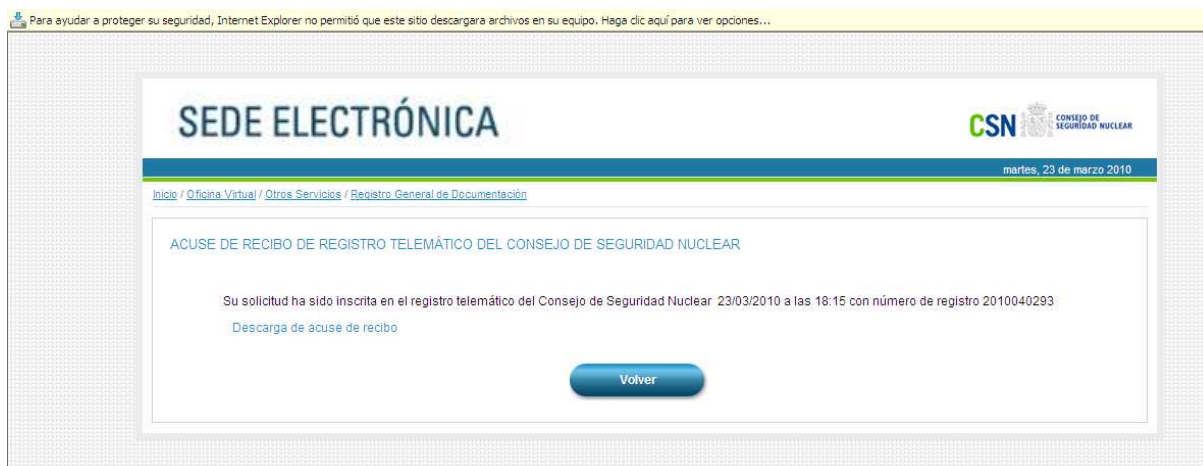 Para ayudar a proteger su seguridad, Internet Explorer no permitió que este sitio descargara archivos en su equipo. Haga clic aquí para ver opciones...
SEDE ELECTRÓNICA
CSN CONSEJO DE
SEGURIDAD NUCLEAR
martes, 23 de marzo 2010
Inicio / Oficina Virtual / Otros Servicios / Registro General de Documentación
ACUSE DE RECIBO DE REGISTRO TELEMÁTICO DEL CONSEJO DE SEGURIDAD NUCLEAR
Su solicitud ha sido inscrita en el registro telemático del Consejo de Seguridad Nuclear 23/03/2010 a las 18:15 con número de registro 2010040293
Descarga de acuse de recibo
Volver